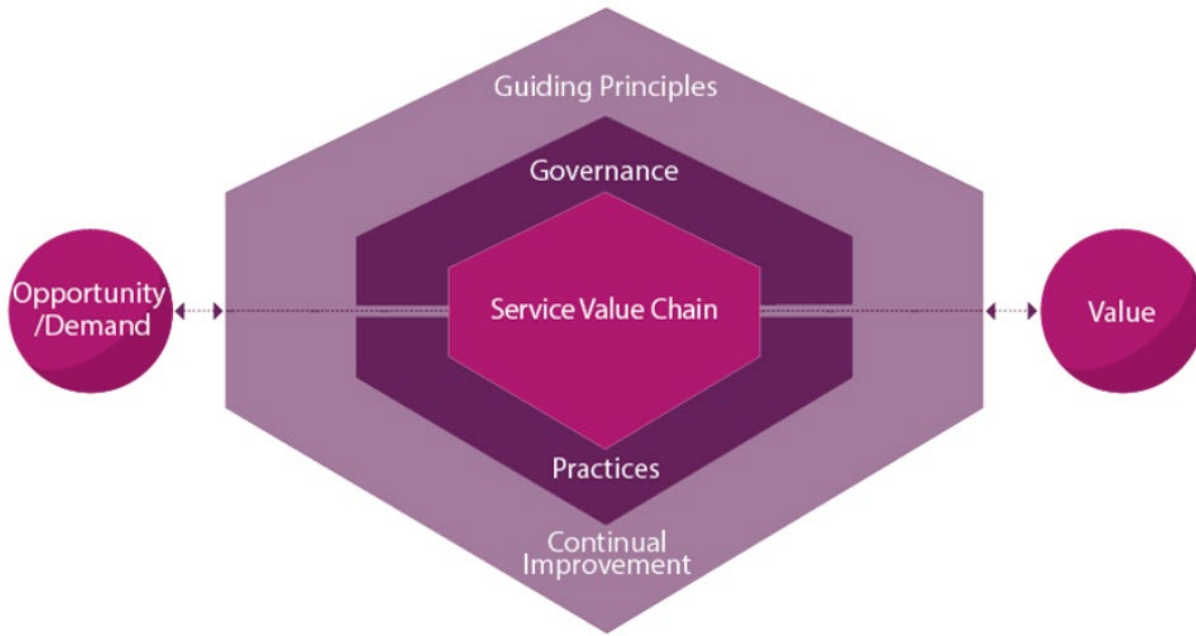 Guiding Principles
Governance
Opportunity
/Demand
Service Value Chain
Value
Practices
Continual
Improvement